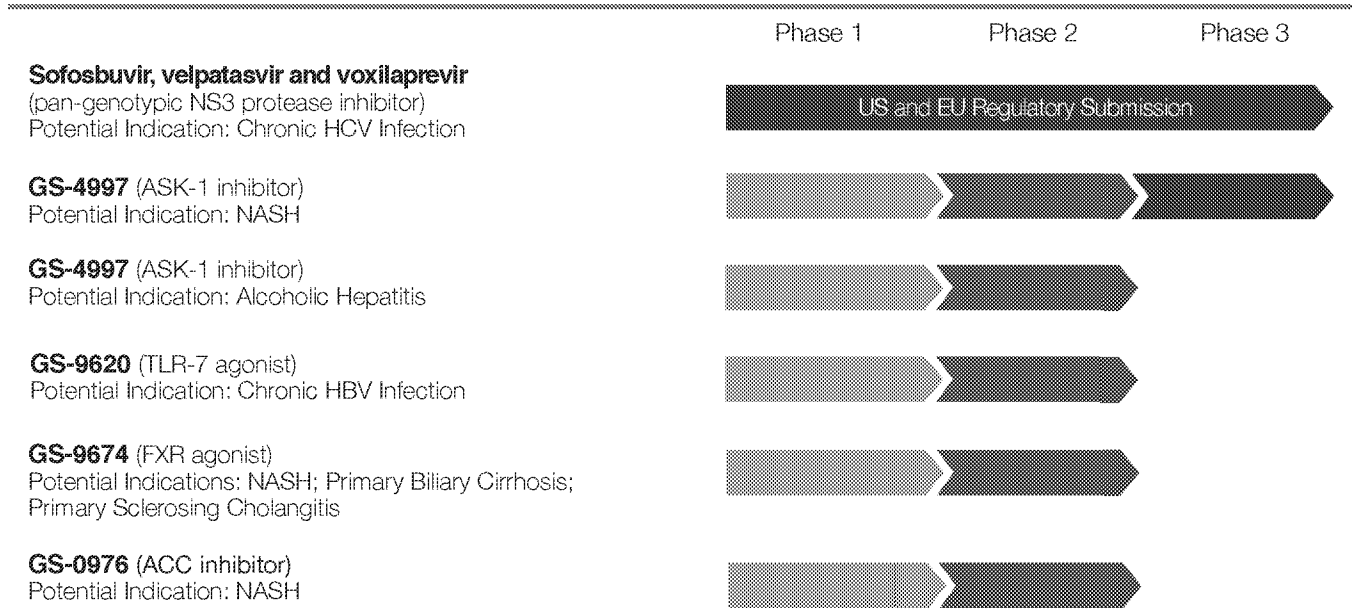 Phase 1 Phase 2 Phase 3
Sofosbuvir, velpatasvir and voxilaprevir
(pan-genotypic NS3 protease inhibitor)
Potential Indication: Chronic HCV Infection
US and EU Regulatory Submission
GS-4997 (ASK-1 inhibitor)
Potential Indication: NASH
GS-4997 (ASK-1 inhibitor)
Potential Indication: Alcoholic Hepatitis
GS-9620 (TLR-7 agonist)
Potential Indication: Chronic HBV Infection
GS-9674 (FXR agonist)
Potential Indications: NASH; Primary Biliary Cirrhosis;
Primary Sclerosing Cholangitis
GS-0976 (ACC inhibitor)
Potential Indication: NASH